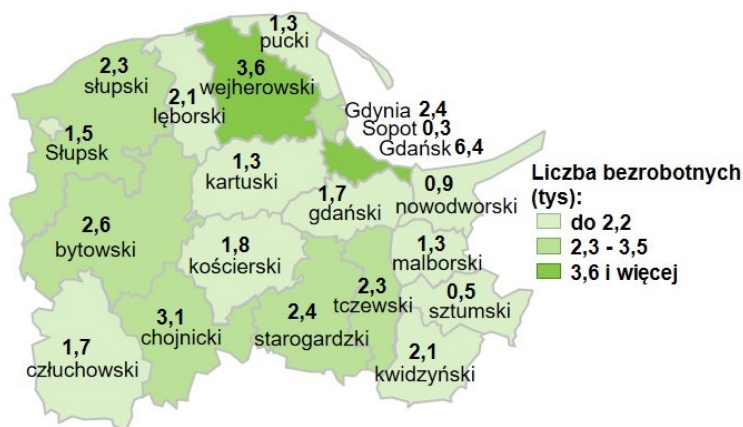 1,3
pucki
2,3
słupski
3,6
wejherowski
2,1
lęborski
Gdynia 2,4
Sopot 0,3
Gdańsk 6,4
1,5
Słupsk
1,3
kartuski
1,7
gdański
0,9
nowodworski
Liczba bezrobotnych
(tys):
do 2,2
2,3 - 3,5
3,6 i więcej
2,6
bytowski
1,8
kościerski
1,3
malborski
2,3
tczewski
0,5
sztumski
3,1
chojnicki
2,4
starogardzki
1,7
człuchowski
2,1
kwidzyński